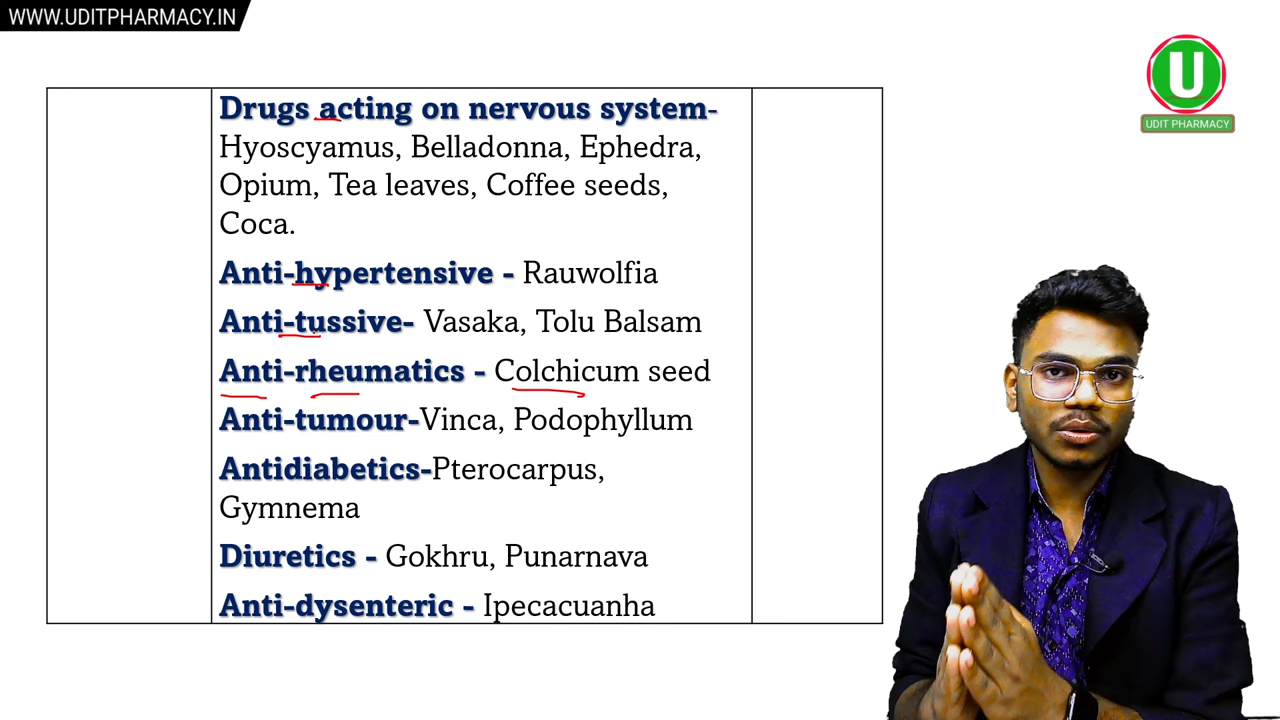 WWW.UDITPHARMACY.IN
U
UDIT PHARMACY
Drugs acting on nervous system-
Hyoscyamus, Belladonna, Ephedra,
Opium, Tea leaves, Coffee seeds,
Coca.
Anti-hypertensive - Rauwolfia
Anti-tussive- Vasaka, Tolu Balsam
Anti-rheumatics - Colchicum seed
Anti-tumour-Vinca, Podophyllum
Antidiabetics-Pterocarpus,
Gymnema
Diuretics - Gokhru, Punarnava
Anti-dysenteric - Ipecacuanha